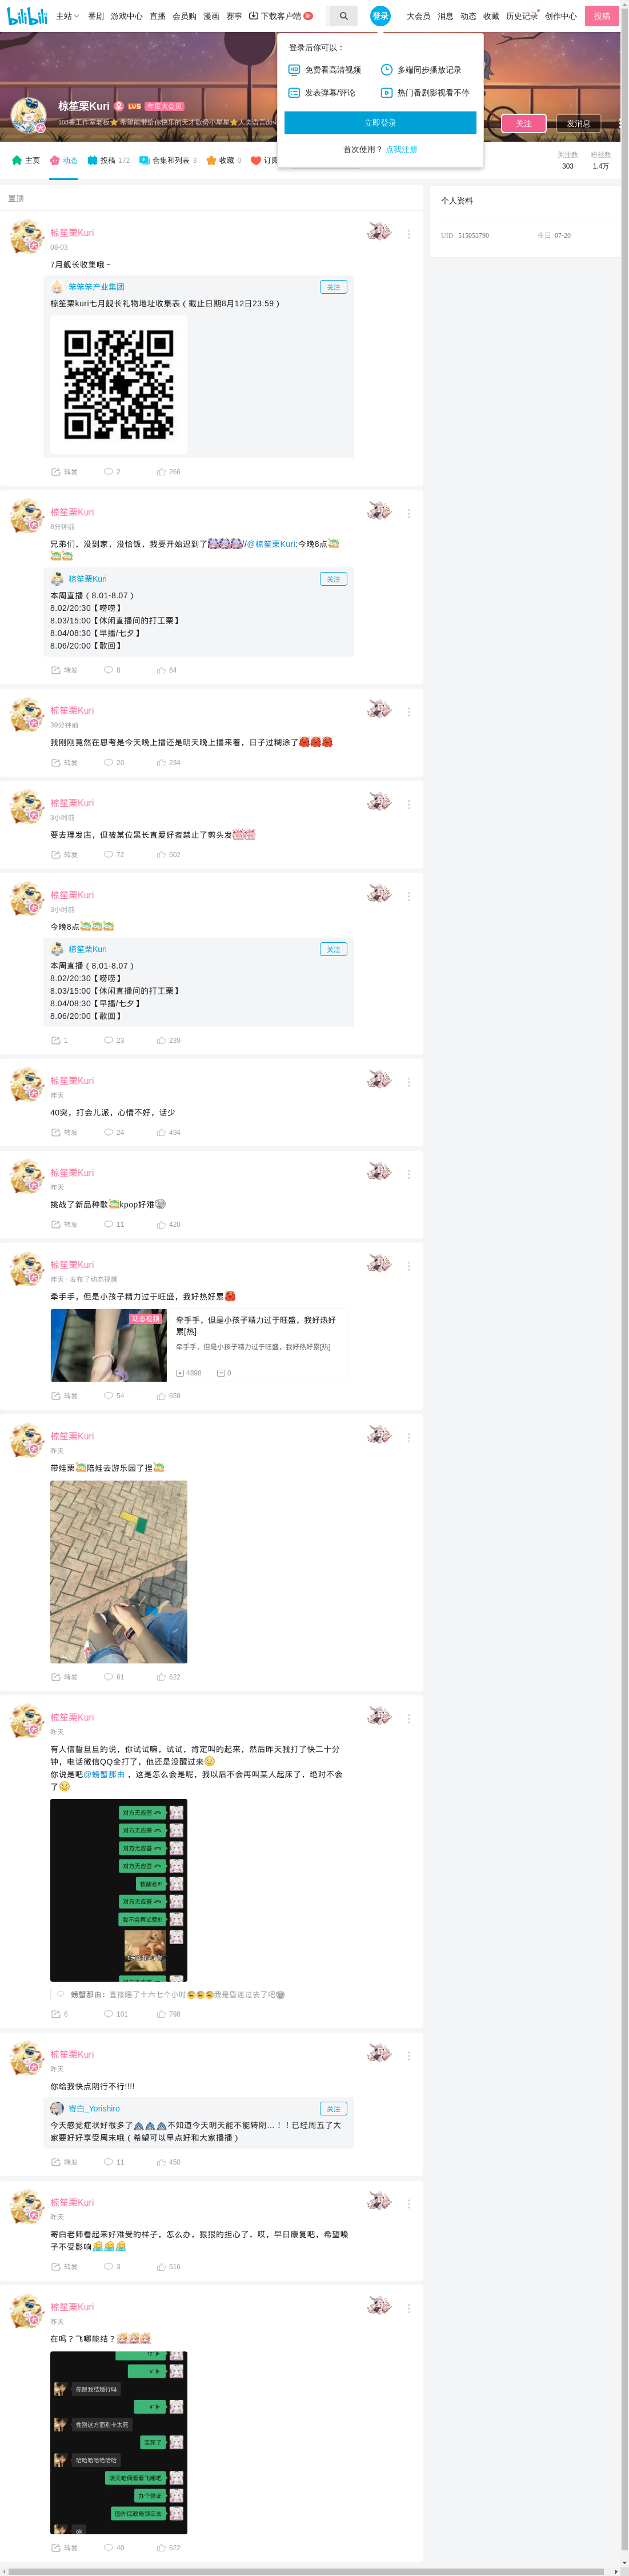 主站
番剧
游戏中心
直播
会员购
漫画
赛事
下载客户端
登录
大会员
消息
动态
收藏
历史记录
创作中心
投稿
登录后你可以：
免费看高清视频
多端同步播放记录
发表弹幕/评论
热门番剧影视看不停
立即登录
首次使用？ 点我注册
椋笙栗Kuri
年度大会员
关注
发消息
主页
动态
投稿 172
合集和列表 3
收藏 0
订阅
关注数
303
粉丝数
1.4万
置顶
个人资料
UID 515053790
生日 07-20
椋笙栗Kuri
08-03
7月舰长收集哦~
笨笨笨产业集团
关注
椋笙栗kuri七月舰长礼物地址收集表（截止日期8月12日23:59）
转发 2 266
椋笙栗Kuri
8分钟前
兄弟们，没到家，没恰饭，我要开始迟到了//@椋笙栗Kuri:今晚8点
椋笙栗Kuri
关注
本周直播（8.01-8.07）
8.02/20:30【唠唠】
8.03/15:00【休闲直播间的打工栗】
8.04/08:30【早播/七夕】
8.06/20:00【歌回】
转发 8 64
椋笙栗Kuri
39分钟前
我刚刚竟然在思考是今天晚上播还是明天晚上播来着，日子过糊涂了
转发 20 234
椋笙栗Kuri
3小时前
要去理发店，但被某位黑长直爱好者禁止了剪头发
转发 72 502
椋笙栗Kuri
3小时前
今晚8点
椋笙栗Kuri
关注
本周直播（8.01-8.07）
8.02/20:30【唠唠】
8.03/15:00【休闲直播间的打工栗】
8.04/08:30【早播/七夕】
8.06/20:00【歌回】
1 23 239
椋笙栗Kuri
昨天
40突，打会儿派，心情不好，话少
转发 24 494
椋笙栗Kuri
昨天
挑战了新品种歌kpop好难
转发 11 420
椋笙栗Kuri
昨天 · 发布了动态视频
牵手手，但是小孩子精力过于旺盛，我好热好累
动态视频
牵手手，但是小孩子精力过于旺盛，我好热好
累[热]
牵手手，但是小孩子精力过于旺盛，我好热好累[热]
4898 0
转发 54 659
椋笙栗Kuri
昨天
带娃栗陪娃去游乐园了捏
转发 61 622
椋笙栗Kuri
昨天
有人信誓旦旦的说，你试试嘛，试试，肯定叫的起来，然后昨天我打了快二十分
钟，电话微信QQ全打了，他还是没醒过来
你说是吧@螃蟹那由 ，这是怎么会是呢，我以后不会再叫某人起床了，绝对不会
了
对方无应答
对方无应答
对方无应答
对方无应答
对方无应答
螃蟹那由：直接睡了十六七个小时我是昏迷过去了吧
6 101 798
椋笙栗Kuri
昨天
你给我快点阴行不行!!!!
寄白_Yorishiro
关注
今天感觉症状好很多了不知道今天明天能不能转阴…！！已经周五了大
家要好好享受周末哦（希望可以早点好和大家播播）
转发 11 450
椋笙栗Kuri
昨天
寄白老师看起来好难受的样子，怎么办，狠狠的担心了，哎，早日康复吧，希望嗓
子不受影响
转发 3 516
椋笙栗Kuri
昨天
在吗？飞哪能结？
你跟我结婚行吗
性别这方面别卡太死
笑死了
哈哈哈哈哈哈哈
明天咱俩看看飞哪吧
办个签证
国外民政局领证去
ok
转发 40 622